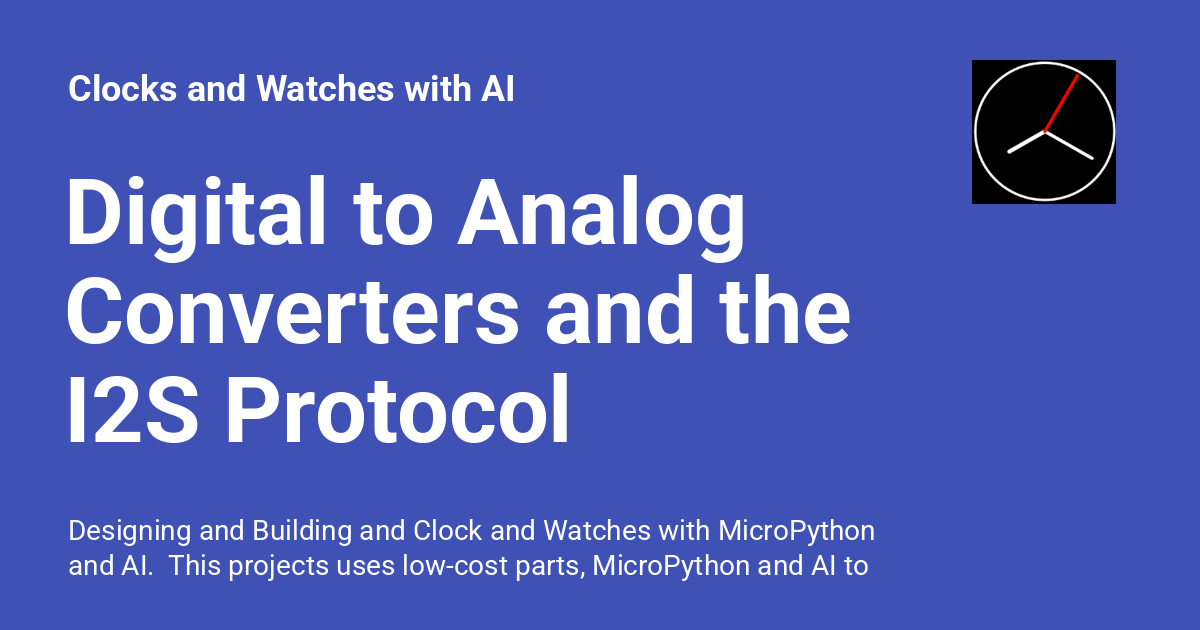 Clocks and Watches with AI
Digital to Analog
Converters and the
I2S Protocol
Designing and Building and Clock and Watches with MicroPython
and AI.  This projects uses low-cost parts, MicroPython and AI to